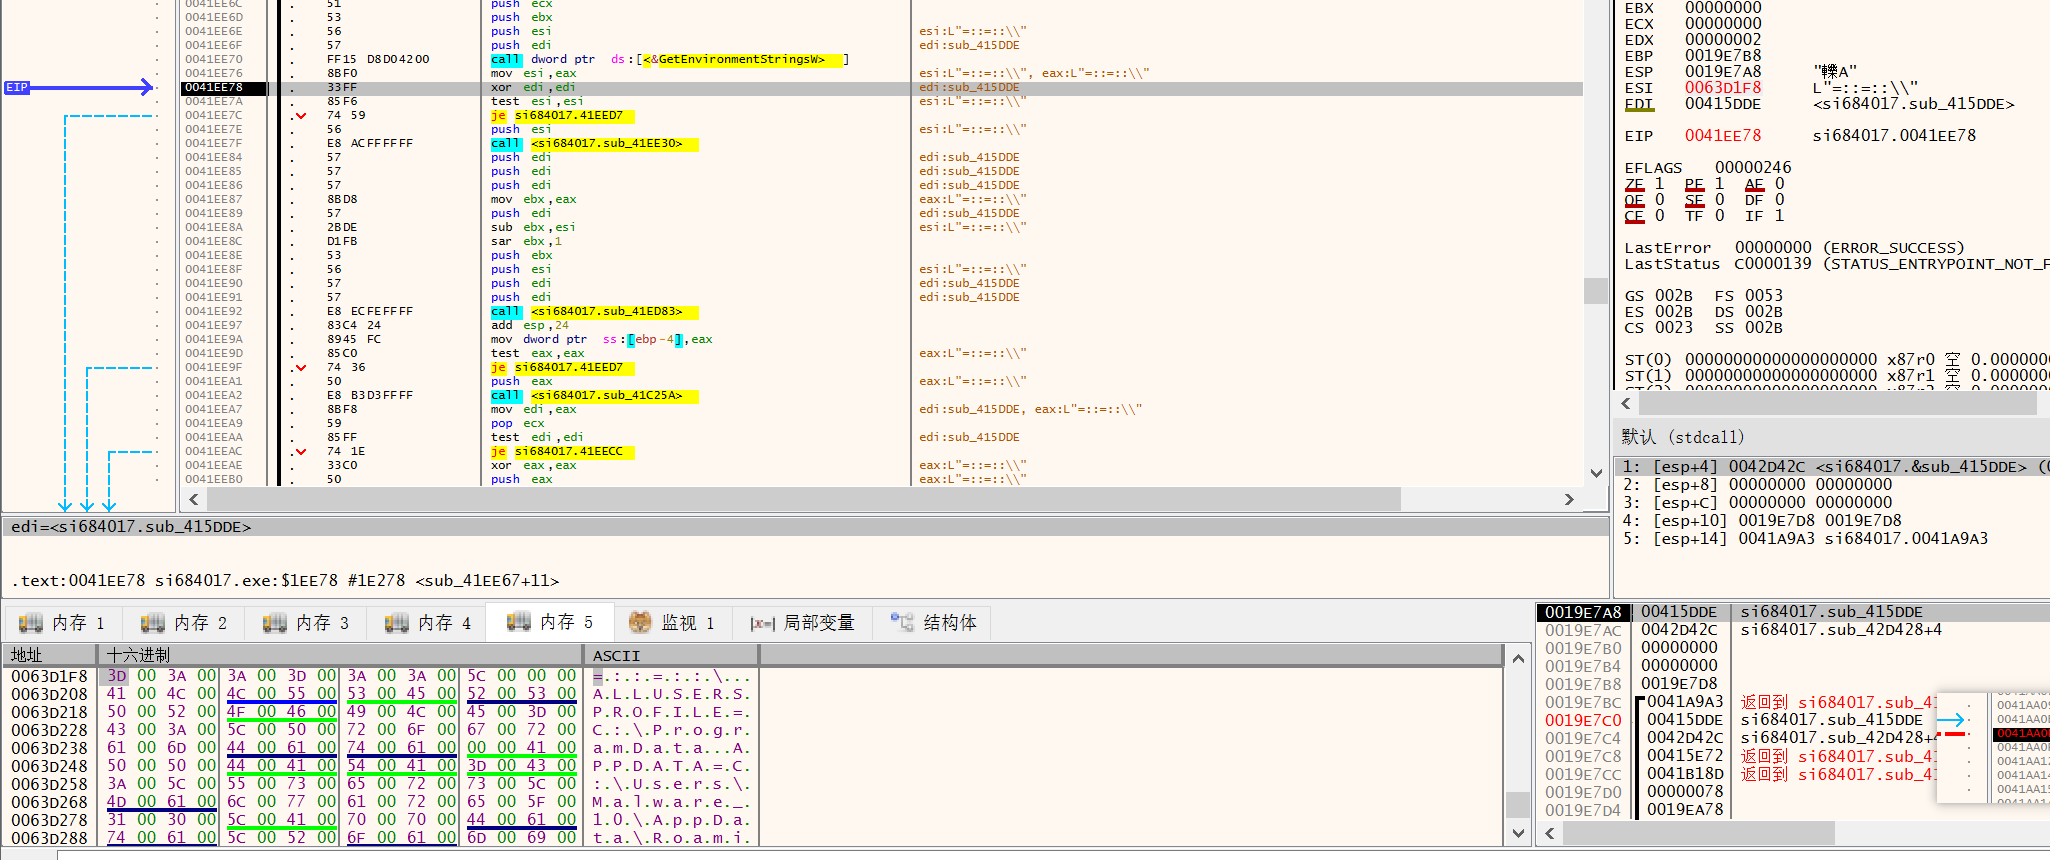 0041EE6C . 51 push ecx
0041EE6D . 53 push ebx
0041EE6E . 56 push esi esi:L"=::=::\\"
0041EE6F . 57 push edi edi:sub_415DDE
0041EE70 . FF15 D8D04200 call dword ptr ds:[<&GetEnvironmentStringsW>]
0041EE76 . 8BF0 mov esi,eax esi:L"=::=::\\", eax:L"=::=::\\"
EIP 0041EE78 . 33FF xor edi,edi edi:sub_415DDE
0041EE7A . 85F6 test esi,esi esi:L"=::=::\\"
0041EE7C . 74 59 je si684017.41EED7
0041EE7E . 56 push esi esi:L"=::=::\\"
0041EE7F . E8 ACFFFFFF call <si684017.sub_41EE30>
0041EE84 . 57 push edi edi:sub_415DDE
0041EE85 . 57 push edi edi:sub_415DDE
0041EE86 . 57 push edi edi:sub_415DDE
0041EE87 . 8BD8 mov ebx,eax eax:L"=::=::\\"
0041EE89 . 57 push edi edi:sub_415DDE
0041EE8A . 2BDE sub ebx,esi esi:L"=::=::\\"
0041EE8C . D1FB sar ebx,1
0041EE8E . 53 push ebx
0041EE8F . 56 push esi esi:L"=::=::\\"
0041EE90 . 57 push edi edi:sub_415DDE
0041EE91 . 57 push edi edi:sub_415DDE
0041EE92 . E8 ECFEFFFF call <si684017.sub_41ED83>
0041EE97 . 83C4 24 add esp,24
0041EE9A . 8945 FC mov dword ptr ss:[ebp-4],eax
0041EE9D . 85C0 test eax,eax eax:L"=::=::\\"
0041EE9F . 74 36 je si684017.41EED7
0041EEA1 . 50 push eax eax:L"=::=::\\"
0041EEA2 . E8 B3D3FFFF call <si684017.sub_41C25A>
0041EEA7 . 8BF8 mov edi,eax edi:sub_415DDE, eax:L"=::=::\\"
0041EEA9 . 59 pop ecx
0041EEAA . 85FF test edi,edi edi:sub_415DDE
0041EEAC . 74 1E je si684017.41EECC
0041EEAE . 33C0 xor eax,eax eax:L"=::=::\\"
0041EEB0 . 50 push eax eax:L"=::=::\\"
EBX 00000000
ECX 00000000
EDX 00000002
EBP 0019E7B8
ESP 0019E7A8 "轢A"
ESI 0063D1F8 L"=::=::\\"
EDI 00415DDE <si684017.sub_415DDE>
EIP 0041EE78 si684017.0041EE78
EFLAGS 00000246
ZF 1 PF 1 AF 0
OF 0 SF 0 DF 0
CF 0 TF 0 IF 1
LastError 00000000 (ERROR_SUCCESS)
LastStatus C0000139 (STATUS_ENTRYPOINT_NOT_F
GS 002B FS 0053
ES 002B DS 002B
CS 0023 SS 002B
ST(0) 00000000000000000000 x87r0 空 0.0000000
ST(1) 00000000000000000000 x87r1 空 0.0000000
默认 (stdcall)
1: [esp+4] 0042D42C <si684017.&sub_415DDE> (0
2: [esp+8] 00000000 00000000
3: [esp+C] 00000000 00000000
4: [esp+10] 0019E7D8 0019E7D8
5: [esp+14] 0041A9A3 si684017.0041A9A3
edi=<si684017.sub_415DDE>
.text:0041EE78 si684017.exe:$1EE78 #1E278 <sub_41EE67+11>
内存 1 内存 2 内存 3 内存 4 内存 5 监视 1 [x=] 局部变量 结构体
地址 十六进制 ASCII
0063D1F8 3D 00 3A 00 3A 00 3D 00 3A 00 3A 00 5C 00 00 00 =.:.:.=.:.:.\...
0063D208 41 00 4C 00 4C 00 55 00 53 00 45 00 52 00 53 00 A.L.L.U.S.E.R.S.
0063D218 50 00 52 00 4F 00 46 00 49 00 4C 00 45 00 3D 00 P.R.O.F.I.L.E.=.
0063D228 43 00 3A 00 5C 00 50 00 72 00 6F 00 67 00 72 00 C.:.\.P.r.o.g.r.
0063D238 61 00 6D 00 44 00 61 00 74 00 61 00 00 00 41 00 a.m.D.a.t.a...A.
0063D248 50 00 50 00 44 00 41 00 54 00 41 00 3D 00 43 00 P.P.D.A.T.A.=.C.
0063D258 3A 00 5C 00 55 00 73 00 65 00 72 00 73 00 5C 00 :.\.U.s.e.r.s.\.
0063D268 4D 00 61 00 6C 00 77 00 61 00 72 00 65 00 5F 00 M.a.l.w.a.r.e._.
0063D278 31 00 30 00 5C 00 41 00 70 00 70 00 44 00 61 00 1.0.\.A.p.p.D.a.
0063D288 74 00 61 00 5C 00 52 00 6F 00 61 00 6D 00 69 00 t.a.\.R.o.a.m.i.
0019E7A8 00415DDE si684017.sub_415DDE
0019E7AC 0042D42C si684017.sub_42D428+4
0019E7B0 00000000
0019E7B4 00000000
0019E7B8 0019E7D8
0019E7BC 0041A9A3 返回到 si684017.sub_41
0019E7C0 00415DDE si684017.sub_415DDE
0019E7C4 0042D42C si684017.sub_42D428+4
0019E7C8 00415E72 返回到 si684017.sub_4
0019E7CC 0041B18D 返回到 si684017.sub_4
0019E7D0 00000078
0019E7D4 0019EA78